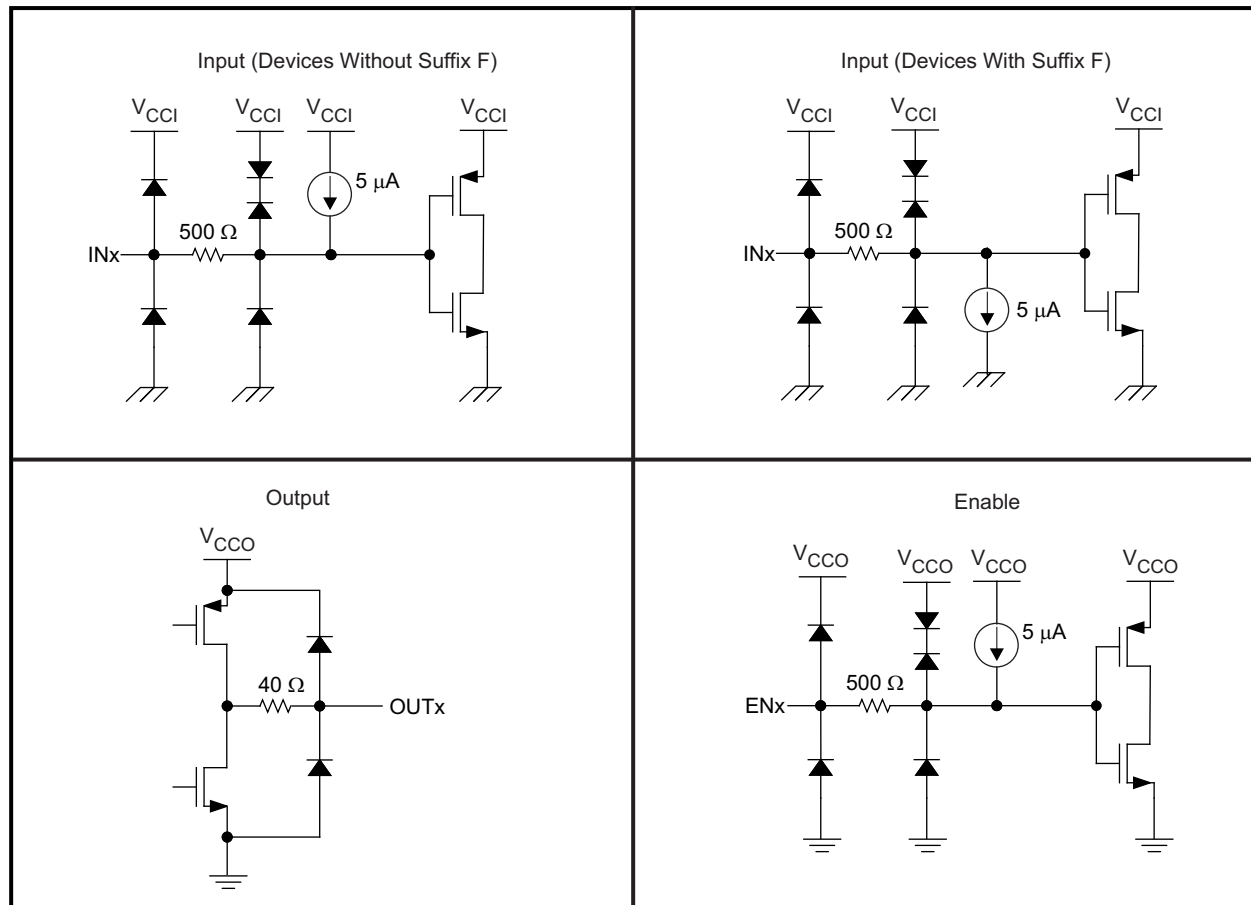 Input (Devices Without Suffix F)
V_CCI V_CCI V_CCI V_CCI
5 μA
500 Ω
INx
Input (Devices With Suffix F)
V_CCI V_CCI V_CCI
500 Ω
INx
5 μA
Output
V_CCO
40 Ω
OUTx
Enable
V_CCO V_CCO V_CCO V_CCO
5 μA
500 Ω
ENx